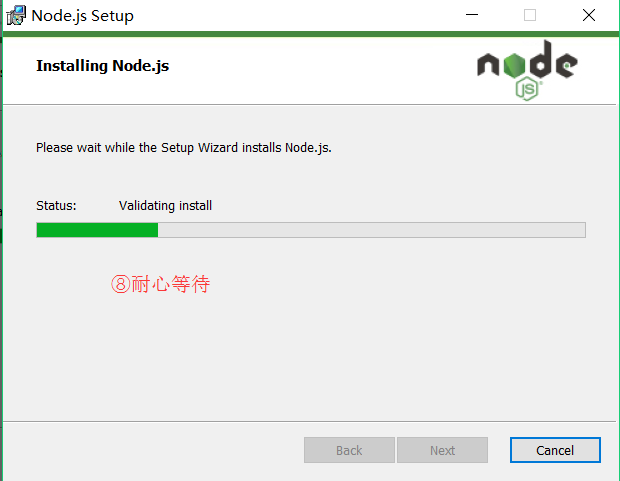 Node.js Setup
Installing Node.js
node
JS
Please wait while the Setup Wizard installs Node.js.
Status: Validating install
⑧耐心等待
Back Next Cancel